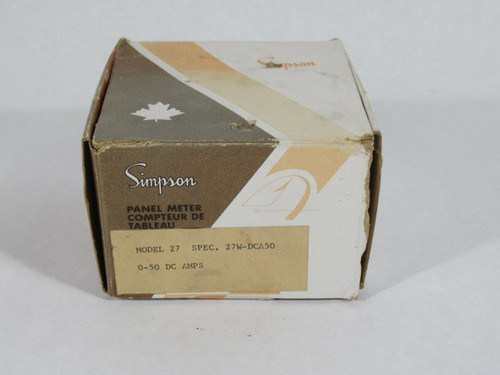 Simpson
Simpson
PANEL METER
COMPTEUR DE
TABLEAU
MODEL 27 SPEC. 27W-DCA50
0-50 DC AMPS